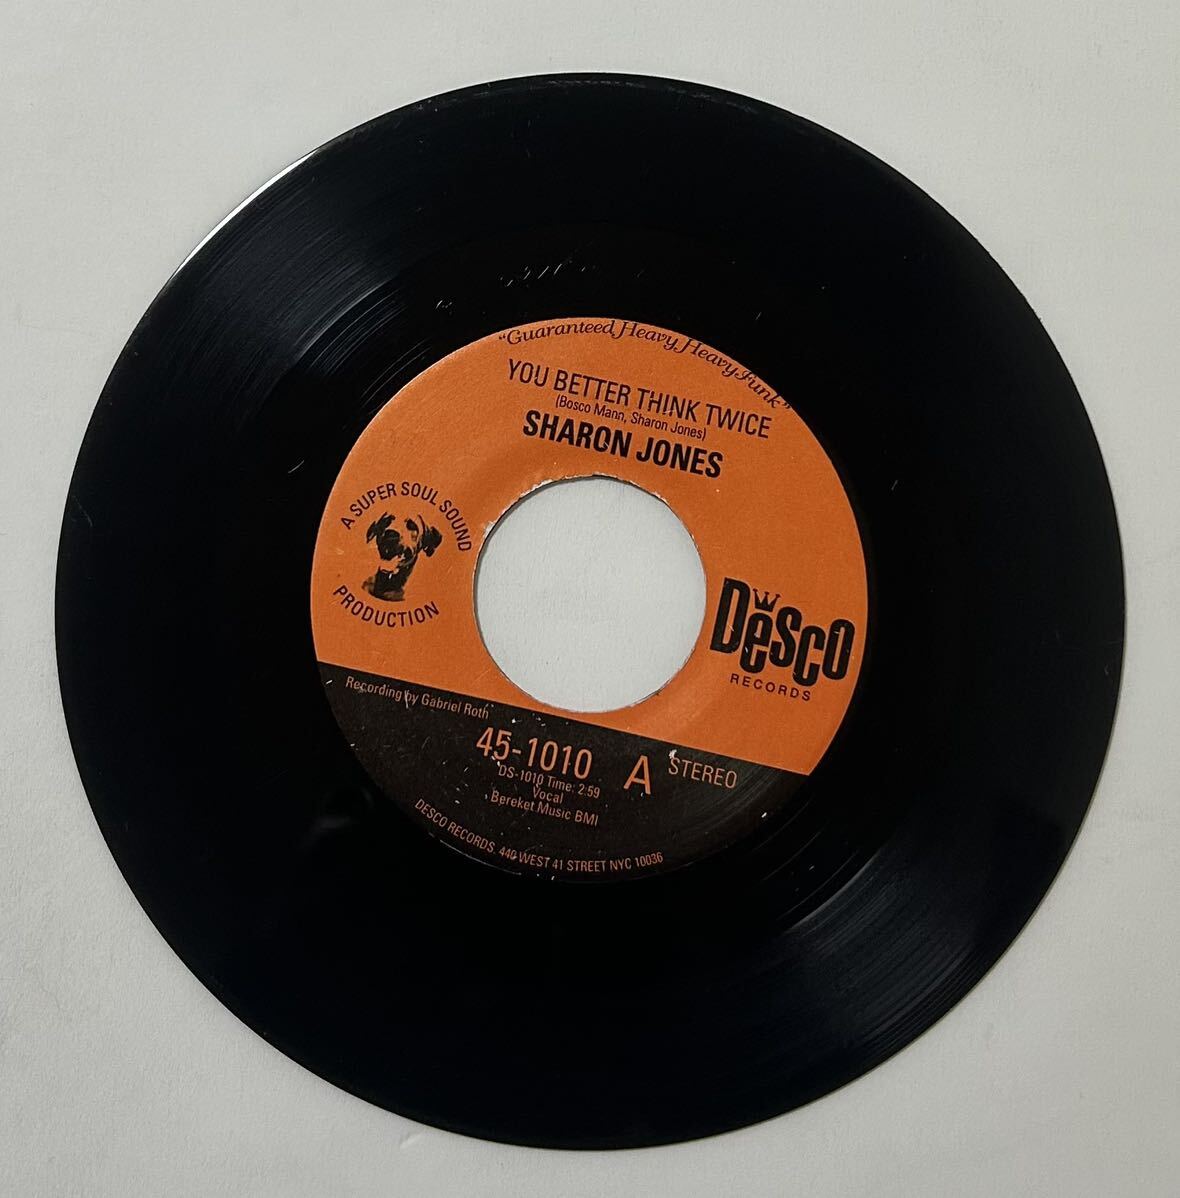 "Guaranteed, Heavy Heavy Funk"
YOU BETTER THINK TWICE
(Bosco Mann, Sharon Jones)
SHARON JONES
A SUPER SOUL SOUND
PRODUCTION
Desco
RECORDS
Recording by Gabriel Roth
45-1010 A STEREO
DS-1010 Time: 2:59
Vocal
Bereket Music BMI
DESCO RECORDS, 440 WEST 41 STREET NYC 10036